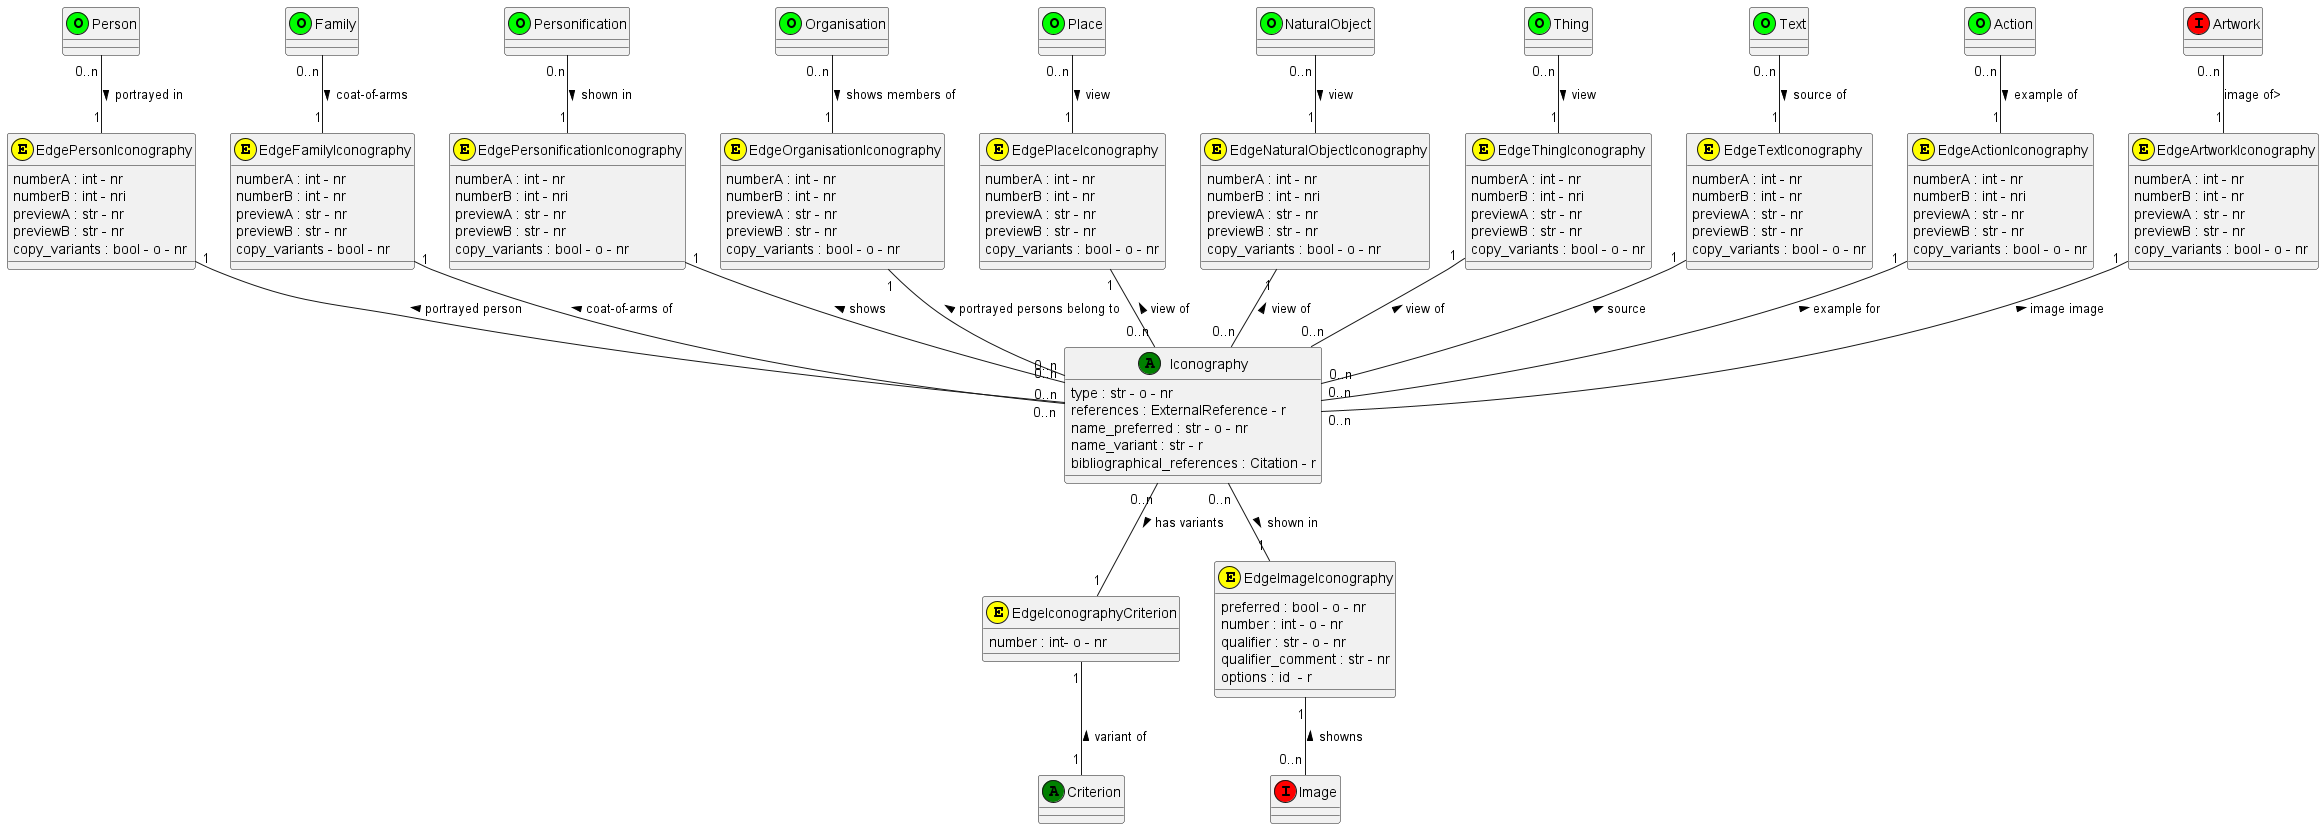 O Person
O Family
O Personification
O Organisation
O Place
O NaturalObject
O Thing
O Text
O Action
I Artwork
0..n
0..n
0..n
0..n
0..n
0..n
0..n
0..n
0..n
0..n
portrayed in
coat-of-arms
shown in
shows members of
view
view
view
source of
example of
image of>
1
1
1
1
1
1
1
1
1
1
E EdgePersonIconography
numberA : int - nr
numberB : int - nri
previewA : str - nr
previewB : str - nr
copy_variants : bool - o - nr
E EdgeFamilyIconography
numberA : int - nr
numberB : int - nr
previewA : str - nr
previewB : str - nr
copy_variants - bool - nr
E EdgePersonificationIconography
numberA : int - nr
numberB : int - nri
previewA : str - nr
previewB : str - nr
copy_variants : bool - o - nr
E EdgeOrganisationIconography
numberA : int - nr
numberB : int - nr
previewA : str - nr
previewB : str - nr
copy_variants : bool - o - nr
E EdgePlaceIconography
numberA : int - nr
numberB : int - nr
previewA : str - nr
previewB : str - nr
copy_variants : bool - o - nr
E EdgeNaturalObjectIconography
numberA : int - nr
numberB : int - nri
previewA : str - nr
previewB : str - nr
copy_variants : bool - o - nr
E EdgeThingIconography
numberA : int - nr
numberB : int - nri
previewA : str - nr
previewB : str - nr
copy_variants : bool - o - nr
E EdgeTextIconography
numberA : int - nr
numberB : int - nri
previewA : str - nr
previewB : str - nr
copy_variants : bool - o - nr
E EdgeActionIconography
numberA : int - nr
numberB : int - nri
previewA : str - nr
previewB : str - nr
copy_variants : bool - o - nr
E EdgeArtworkIconography
numberA : int - nr
numberB : int - nr
previewA : str - nr
previewB : str - nr
copy_variants : bool - o - nr
1
1
1
1
1
1
1
1
1
1
portrayed person
coat-of-arms of
shows
portrayed persons belong to
view of
view of
view of
source
example for
image image
0..n
0..n
0..n
0..n
0..n
0..n
0..n
0..n
0..n
0..n
A Iconography
type : str - o - nr
references : ExternalReference - r
name_preferred : str - o - nr
name_variant : str - r
bibliographical_references : Citation - r
0..n
0..n
has variants
shown in
1
1
E EdgeIconographyCriterion
number : int- o - nr
E EdgeImageIconography
preferred : bool - o - nr
number : int - o - nr
qualifier : str - o - nr
qualifier_comment : str - nr
options : id  - r
1
1
variant of
showns
1
0..n
A Criterion
I Image